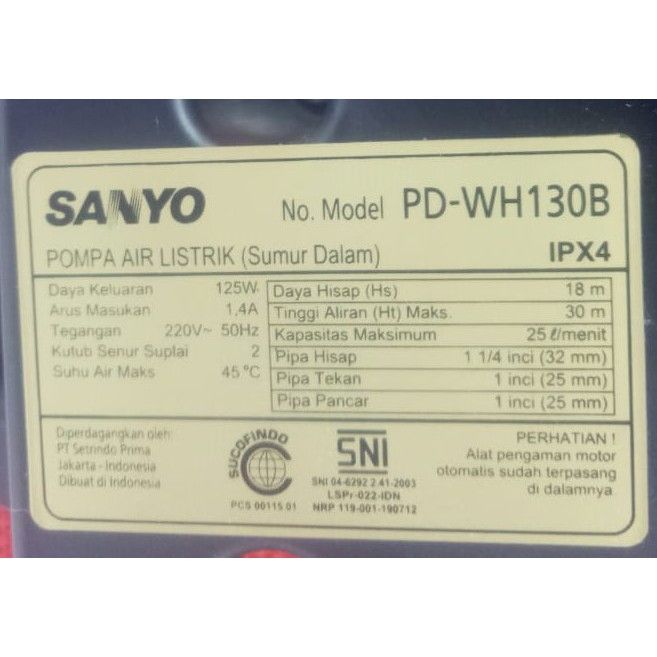 SANYO No. Model PD-WH130B
POMPA AIR LISTRIK (Sumur Dalam) IPX4
Daya Keluaran 125W
Arus Masukan 1,4A
Tegangan 220V~ 50Hz
Kutub Senur Suplai 2
Suhu Air Maks 45 °C
Daya Hisap (Hs) 18 m
Tinggi Aliran (Ht) Maks. 30 m
Kapasitas Maksimum 25 ℓ/menit
Pipa Hisap 1 1/4 inci (32 mm)
Pipa Tekan 1 inci (25 mm)
Pipa Pancar 1 inci (25 mm)
Diperdagangkan oleh:
PT Setrindo Prima
Jakarta - Indonesia
Dibuat di Indonesia
SUCOFINDO
PCS 00115 01
SNI
SNI 04-6292 2.41-2003
LSPr-022-IDN
NRP 119-001-190712
PERHATIAN !
Alat pengaman motor
otomatis sudah terpasang
di dalamnya